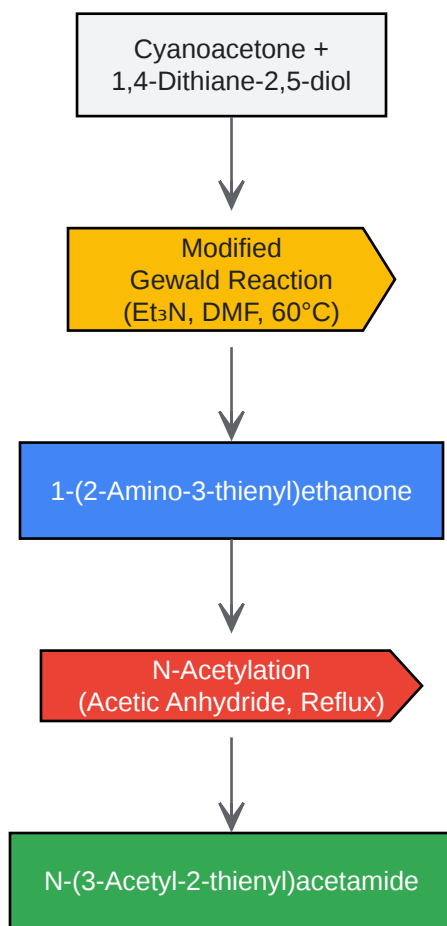 Cyanoacetone +
1,4-Dithiane-2,5-diol
Modified
Gewald Reaction
(Et₃N, DMF, 60°C)
1-(2-Amino-3-thienyl)ethanone
N-Acetylation
(Acetic Anhydride, Reflux)
N-(3-Acetyl-2-thienyl)acetamide